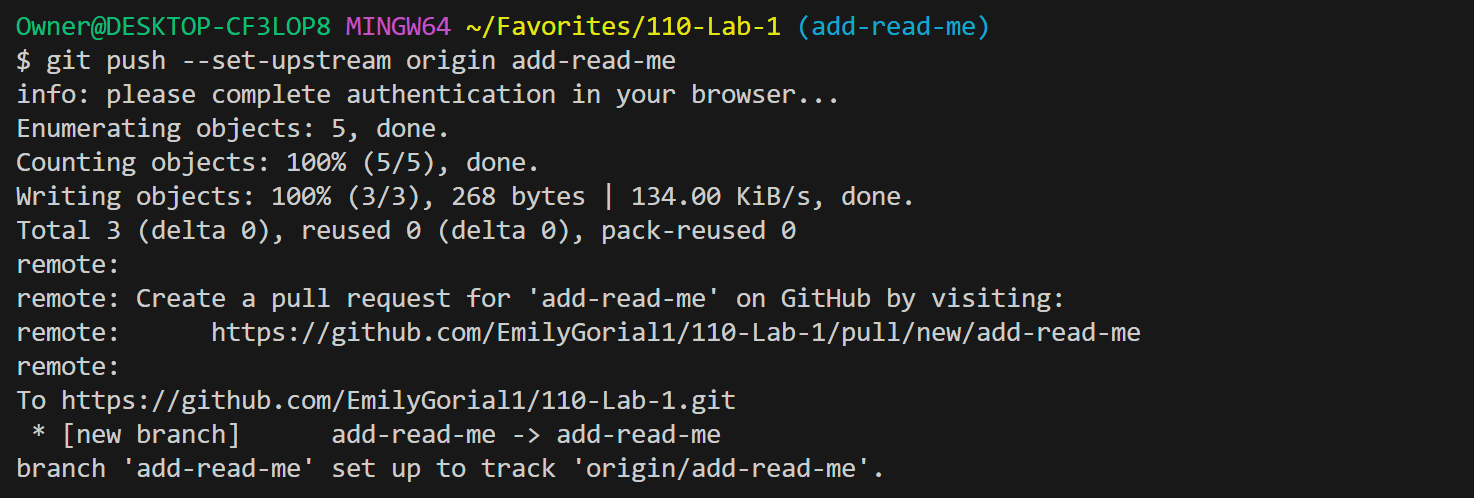 Owner@DESKTOP-CF3LOP8 MINGW64 ~/Favorites/110-Lab-1 (add-read-me)
$ git push --set-upstream origin add-read-me
info: please complete authentication in your browser...
Enumerating objects: 5, done.
Counting objects: 100% (5/5), done.
Writing objects: 100% (3/3), 268 bytes | 134.00 KiB/s, done.
Total 3 (delta 0), reused 0 (delta 0), pack-reused 0
remote:
remote: Create a pull request for 'add-read-me' on GitHub by visiting:
remote:      https://github.com/EmilyGorial1/110-Lab-1/pull/new/add-read-me
remote:
To https://github.com/EmilyGorial1/110-Lab-1.git
 * [new branch]      add-read-me -> add-read-me
branch 'add-read-me' set up to track 'origin/add-read-me'.